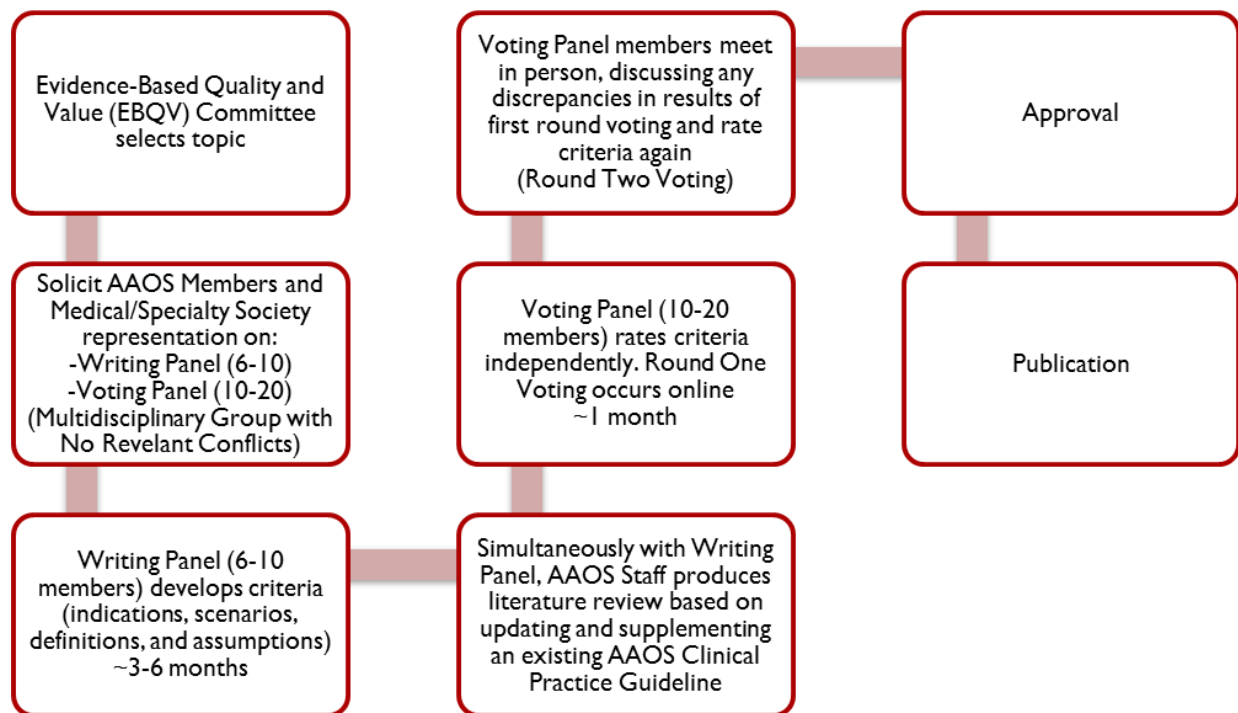 Evidence-Based Quality and
Value (EBQV) Committee
selects topic
Solicit AAOS Members and
Medical/Specialty Society
representation on:
-Writing Panel (6-10)
-Voting Panel (10-20)
(Multidisciplinary Group with
No Revelant Conflicts)
Writing Panel (6-10
members) develops criteria
(indications, scenarios,
definitions, and assumptions)
~3-6 months
Simultaneously with Writing
Panel, AAOS Staff produces
literature review based on
updating and supplementing
an existing AAOS Clinical
Practice Guideline
Voting Panel (10-20
members) rates criteria
independently. Round One
Voting occurs online
~1 month
Voting Panel members meet
in person, discussing any
discrepancies in results of
first round voting and rate
criteria again
(Round Two Voting)
Approval
Publication